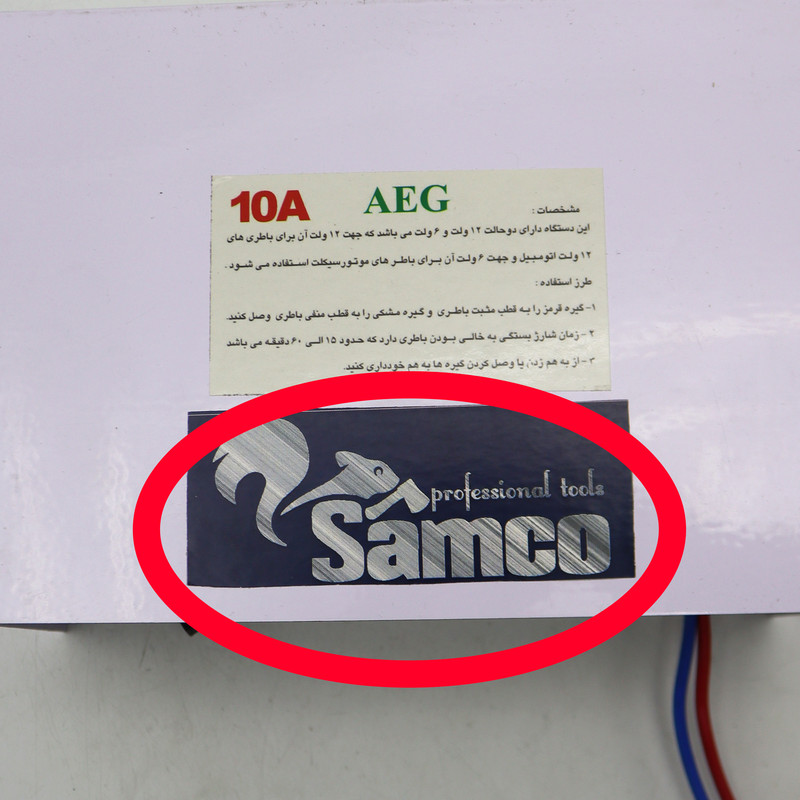 10A AEG
مشخصات :
این دستگاه دارای دوحالت ۱۲ ولت و ۶ ولت می باشد که جهت ۱۲ ولت آن برای باطری های
۱۲ ولت اتومبیل و جهت ۶ ولت آن برای باطر های موتورسیکلت استفاده می شود .
طرز استفاده :
۱- گیره قرمز را به قطب مثبت باطری و گیره مشکی را به قطب منفی باطری وصل کنید.
۲- زمان شارژ بستگی به خالی بودن باطری دارد که حدود ۱۵ الی ۶۰ دقیقه می باشد
۳- از به هم زدن یا وصل کردن گیره ها به هم خودداری کنید.
professional tools
Samco